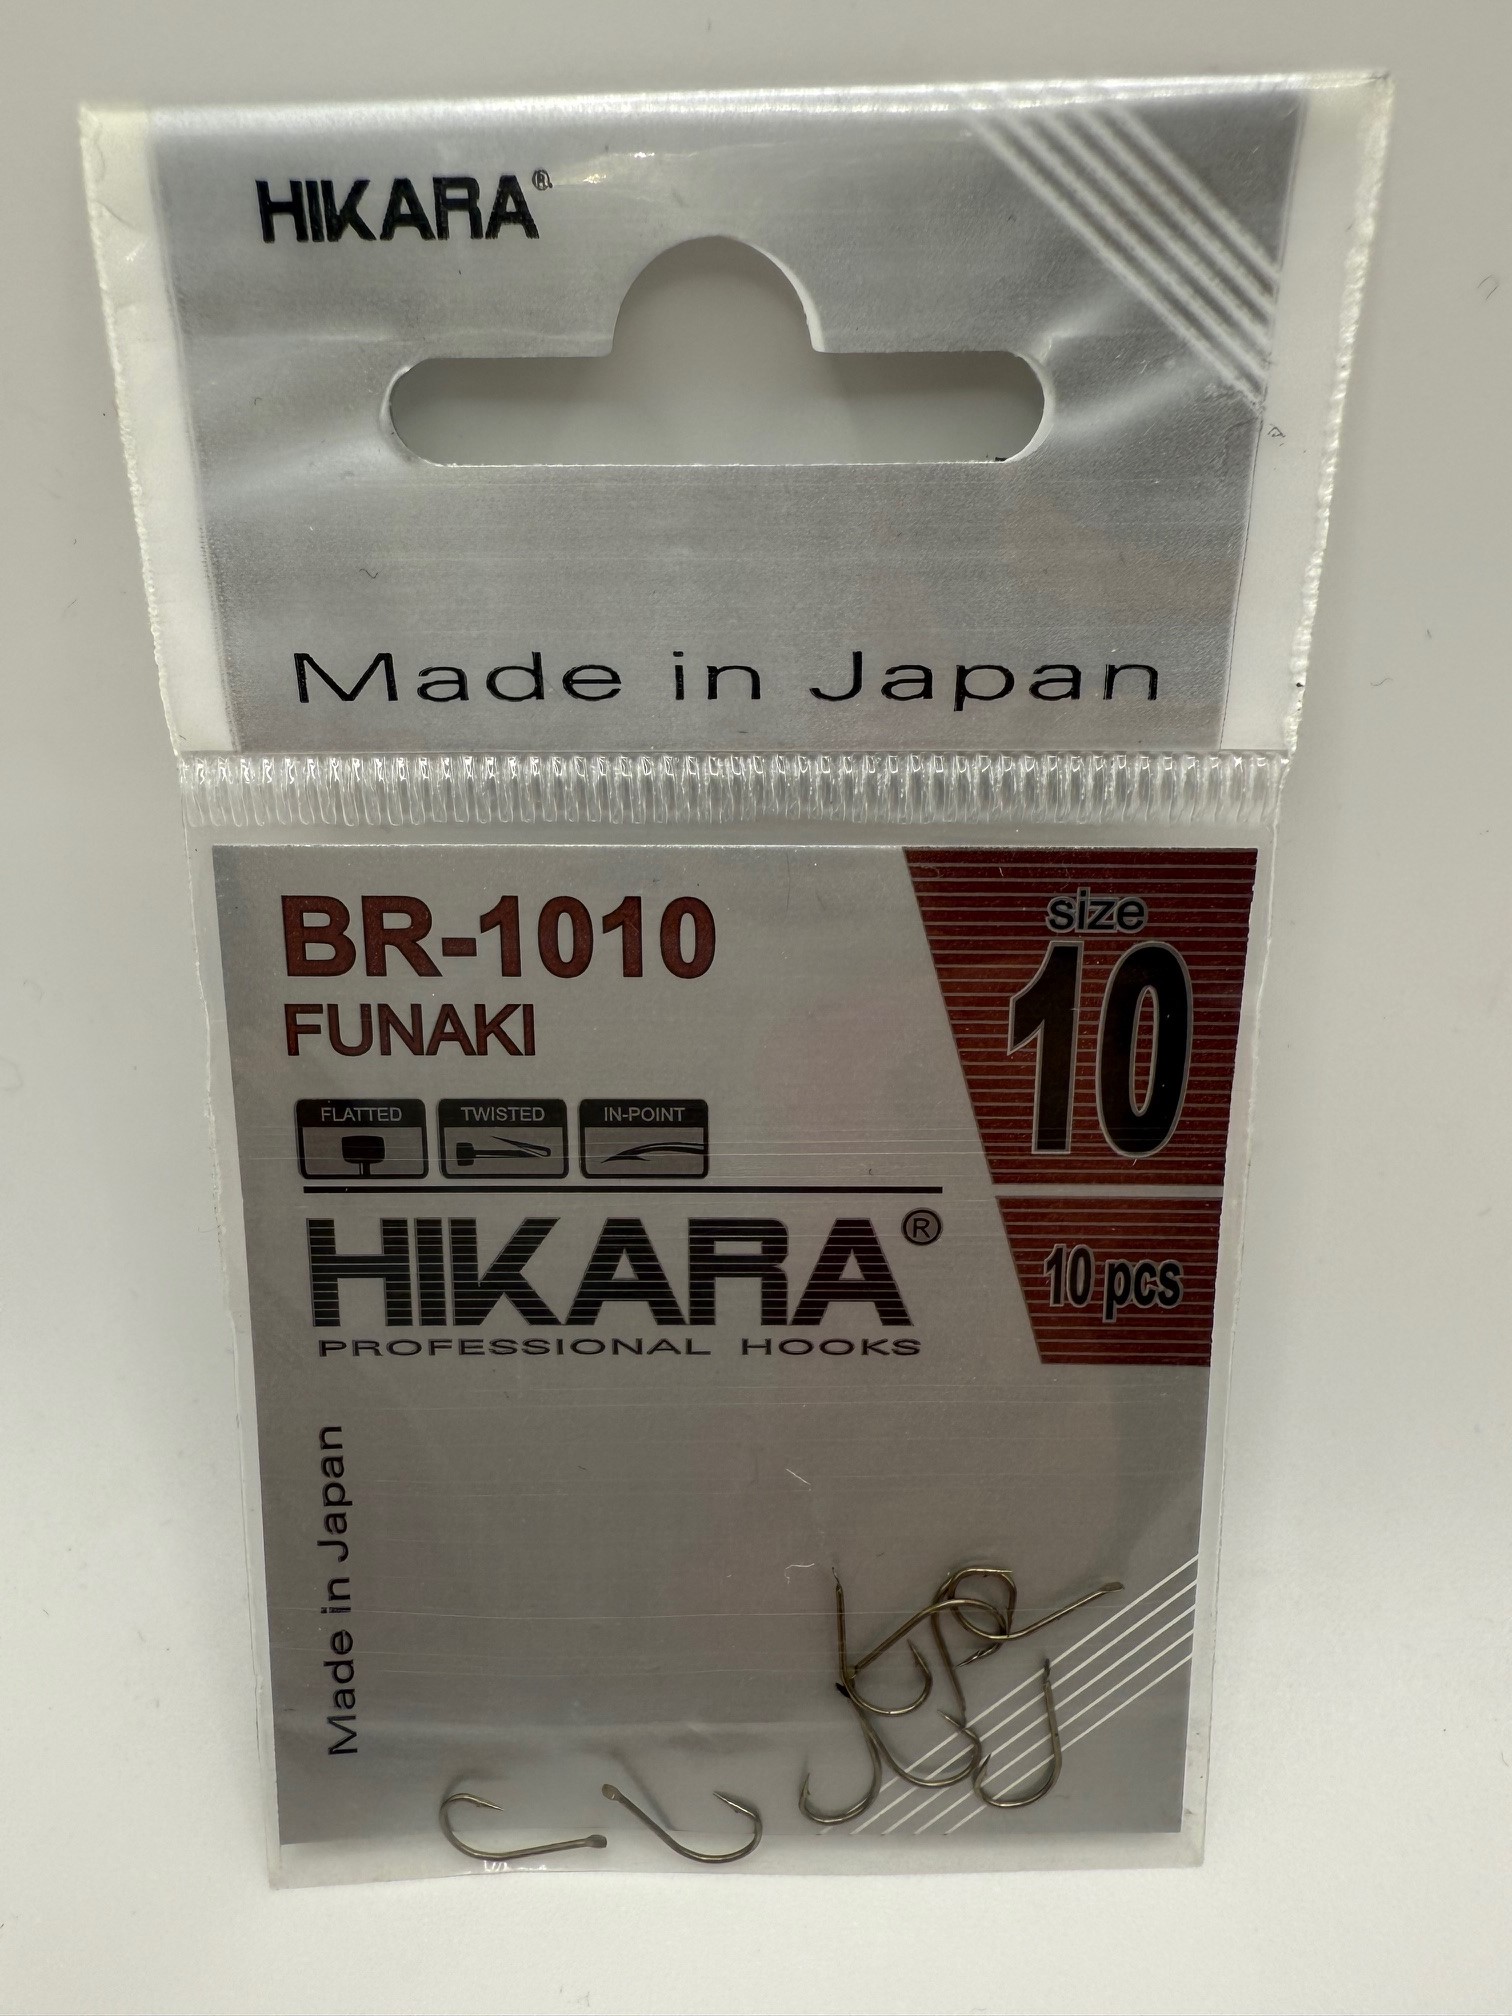 HIKARA®
Made in Japan
BR-1010
FUNAKI
size
10
10 pcs
FLATTED TWISTED IN-POINT
HIKARA®
PROFESSIONAL HOOKS
Made in Japan